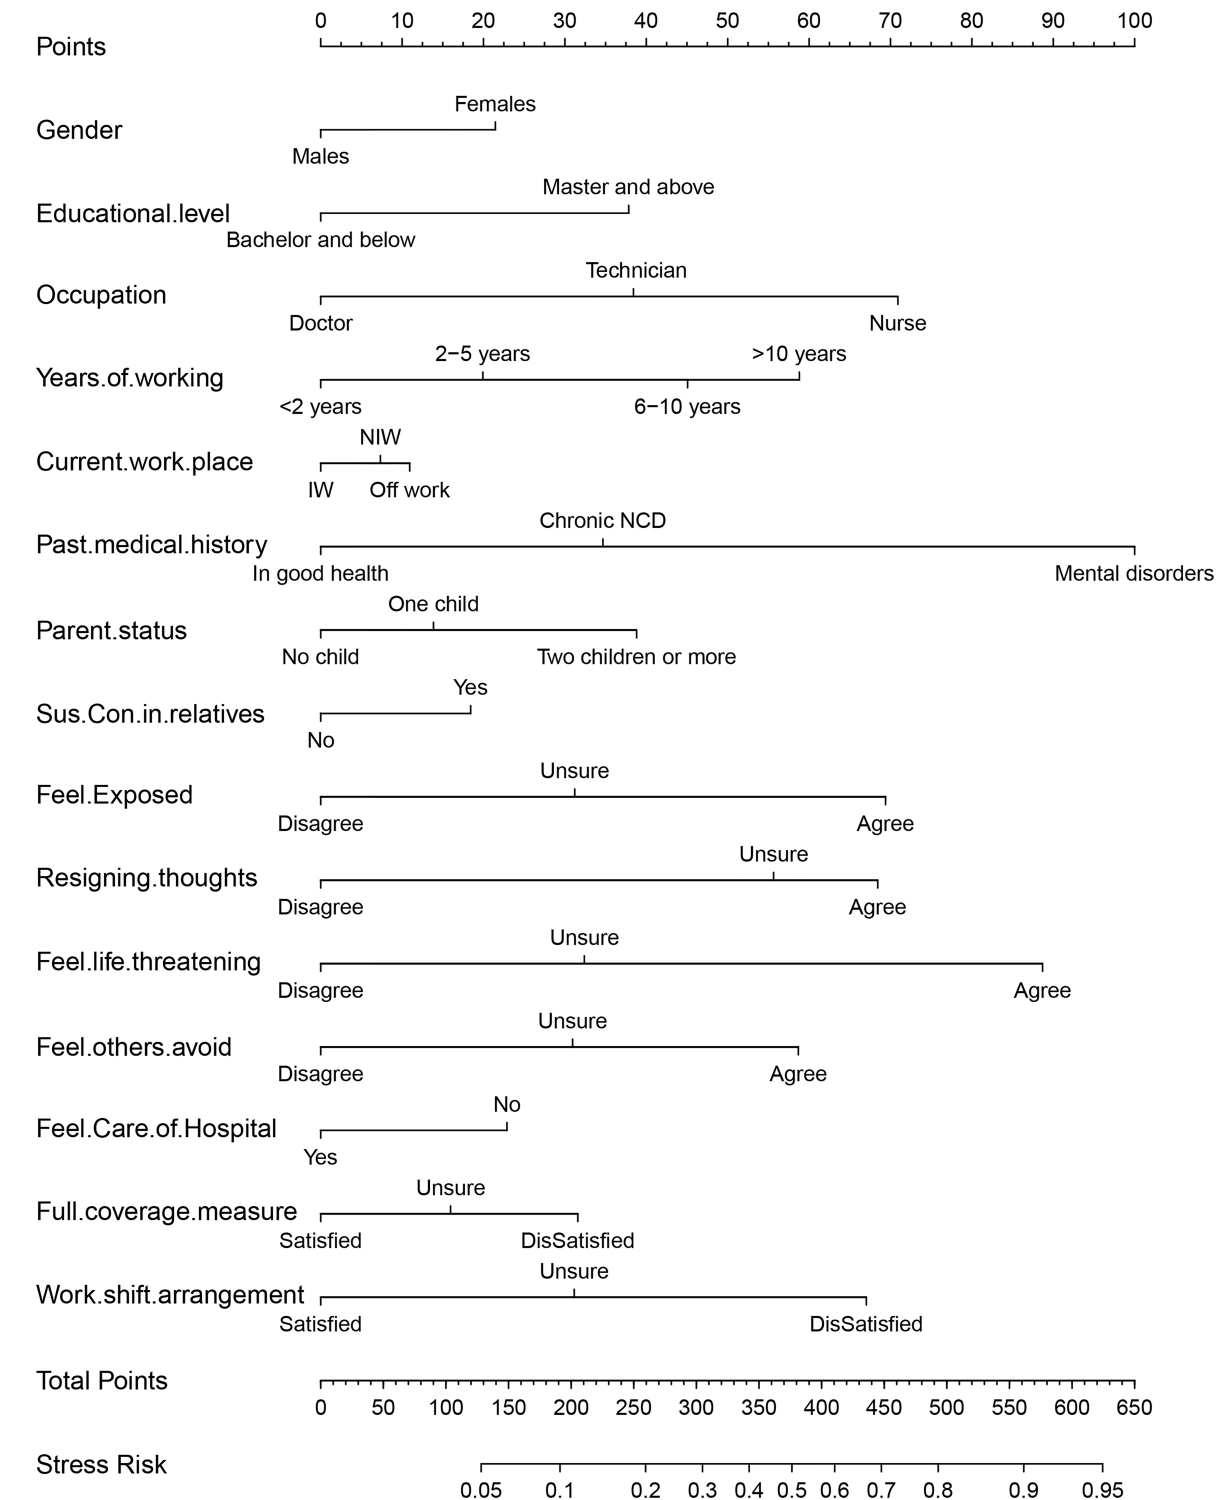 0 10 20 30 40 50 60 70 80 90 100
Points
Females
Gender
Males
Master and above
Educational.level
Bachelor and below
Technician
Occupation
Doctor Nurse
2−5 years >10 years
Years.of.working
<2 years 6−10 years
NIW
Current.work.place
IW Off work
Chronic NCD
Past.medical.history
In good health Mental disorders
One child
Parent.status
No child Two children or more
Yes
Sus.Con.in.relatives
No
Unsure
Feel.Exposed
Disagree Agree
Unsure
Resigning.thoughts
Disagree Agree
Unsure
Feel.life.threatening
Disagree Agree
Unsure
Feel.others.avoid
Disagree Agree
No
Feel.Care.of.Hospital
Yes
Unsure
Full.coverage.measure
Satisfied DisSatisfied
Unsure
Work.shift.arrangement
Satisfied DisSatisfied
Total Points
0 50 100 150 200 250 300 350 400 450 500 550 600 650
Stress Risk
0.05 0.1 0.2 0.3 0.4 0.5 0.6 0.7 0.8 0.9 0.95